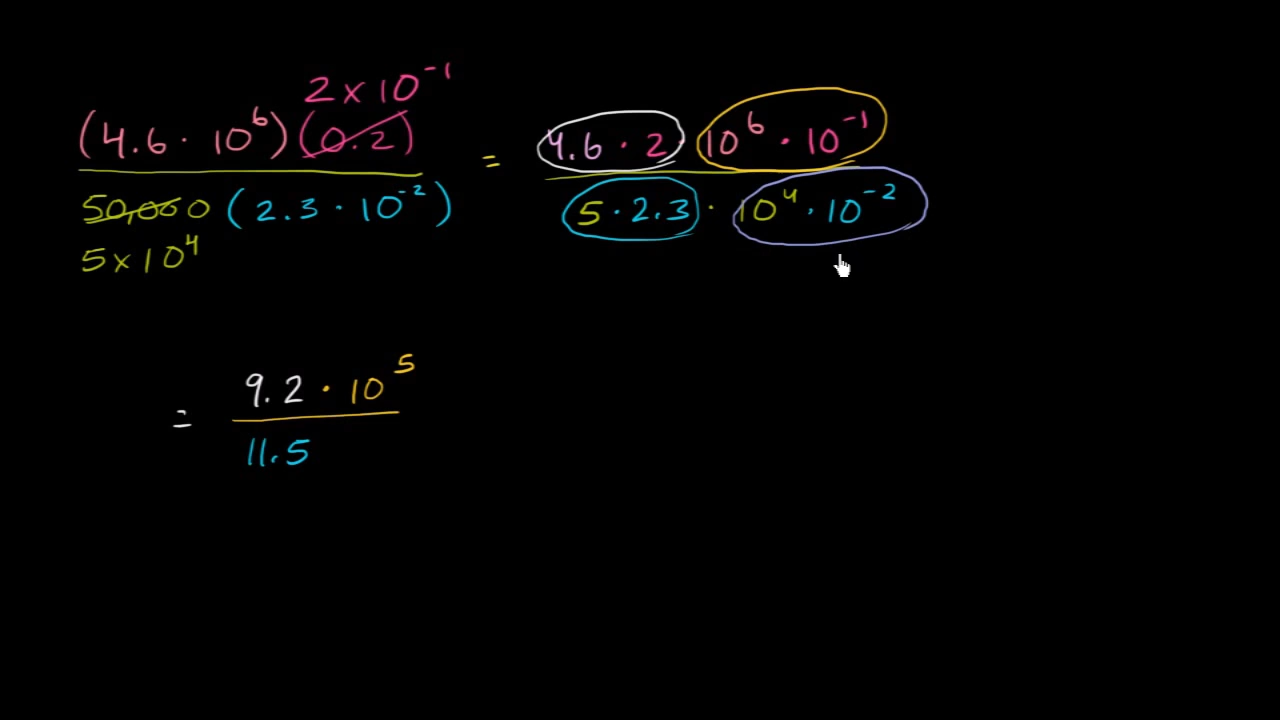 2 × 10⁻¹
(4.6 · 10⁶)(0.2) = 4.6 · 2 · 10⁶ · 10⁻¹
50,000 (2.3 · 10⁻²) 5 · 2.3 · 10⁴ · 10⁻²
5 × 10⁴
= 9.2 · 10⁵
11.5